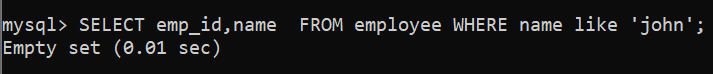 mysql> SELECT emp_id,name  FROM employee WHERE name like 'john';
Empty set (0.01 sec)